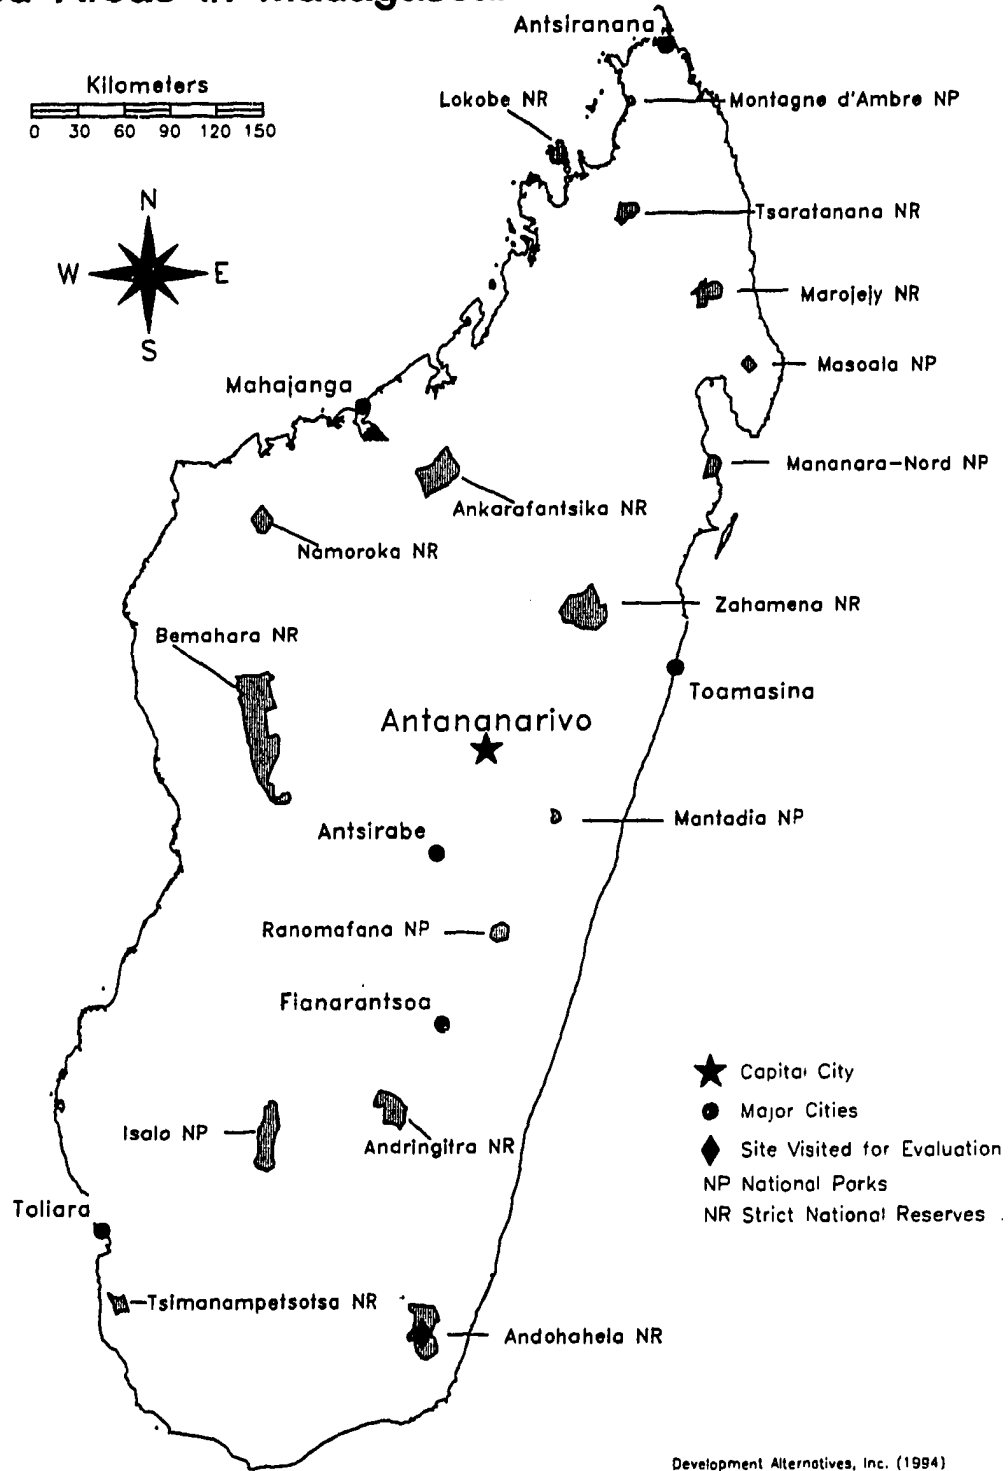 Areas in
Antsiranana
Kilometers
0 30 60 90 120 150
Lokobe NR
Montagne d'Ambre NP
N
Tsaratanana NR
W E
Marojejy NR
S
Masoala NP
Mahajanga
Mananara-Nord NP
Ankarafantsika NR
Namoroka NR
Zahamena NR
Bemahara NR
Toamasina
Antananarivo
Mantadia NP
Antsirabe
Ranomafana NP
Fianarantsoa
Capital City
Major Cities
Isalo NP
Andringitra NR
Site Visited for Evaluation
NP National Parks
Toliara
NR Strict National Reserves
Tsimanampetsotsa NR
Andohahela NR
Development Alternatives, Inc. (1994)